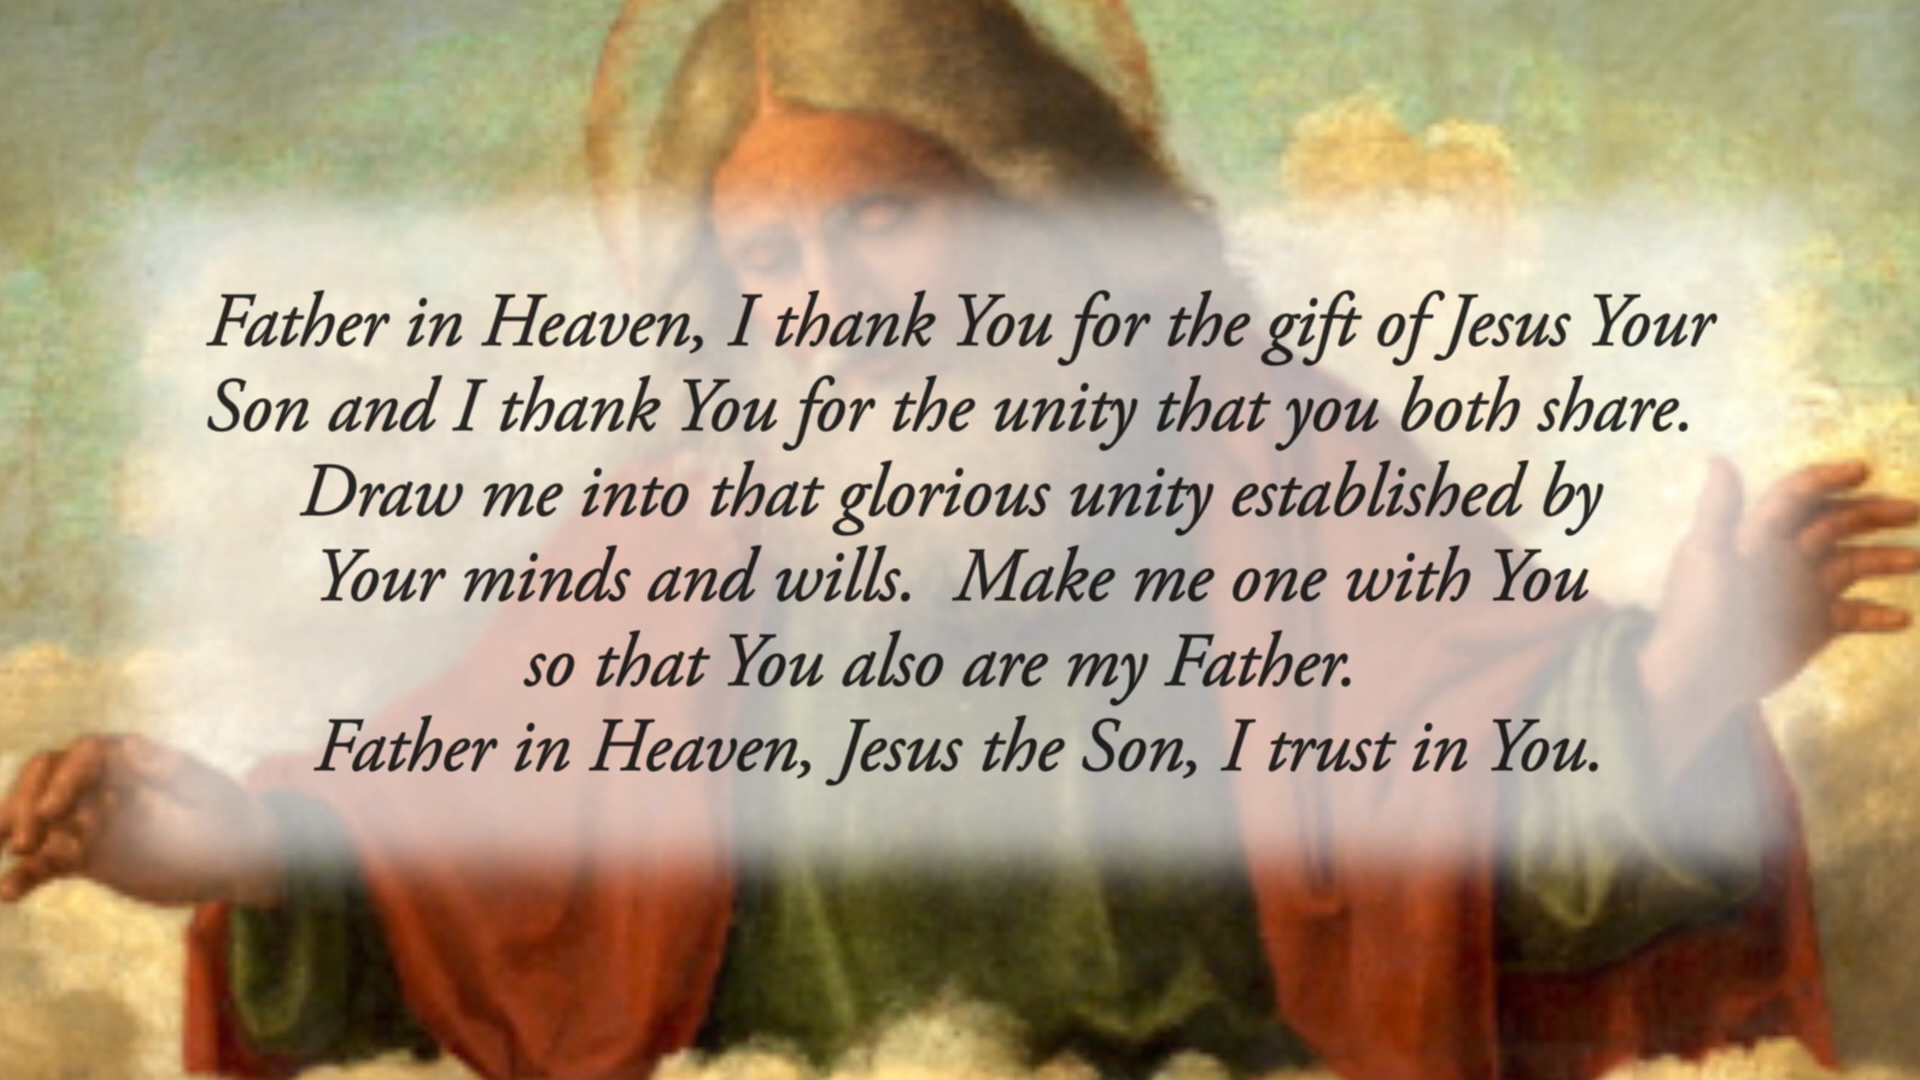 Father in Heaven, I thank You for the gift of Jesus Your
Son and I thank You for the unity that you both share.
Draw me into that glorious unity established by
Your minds and wills.  Make me one with You
so that You also are my Father.
Father in Heaven, Jesus the Son, I trust in You.